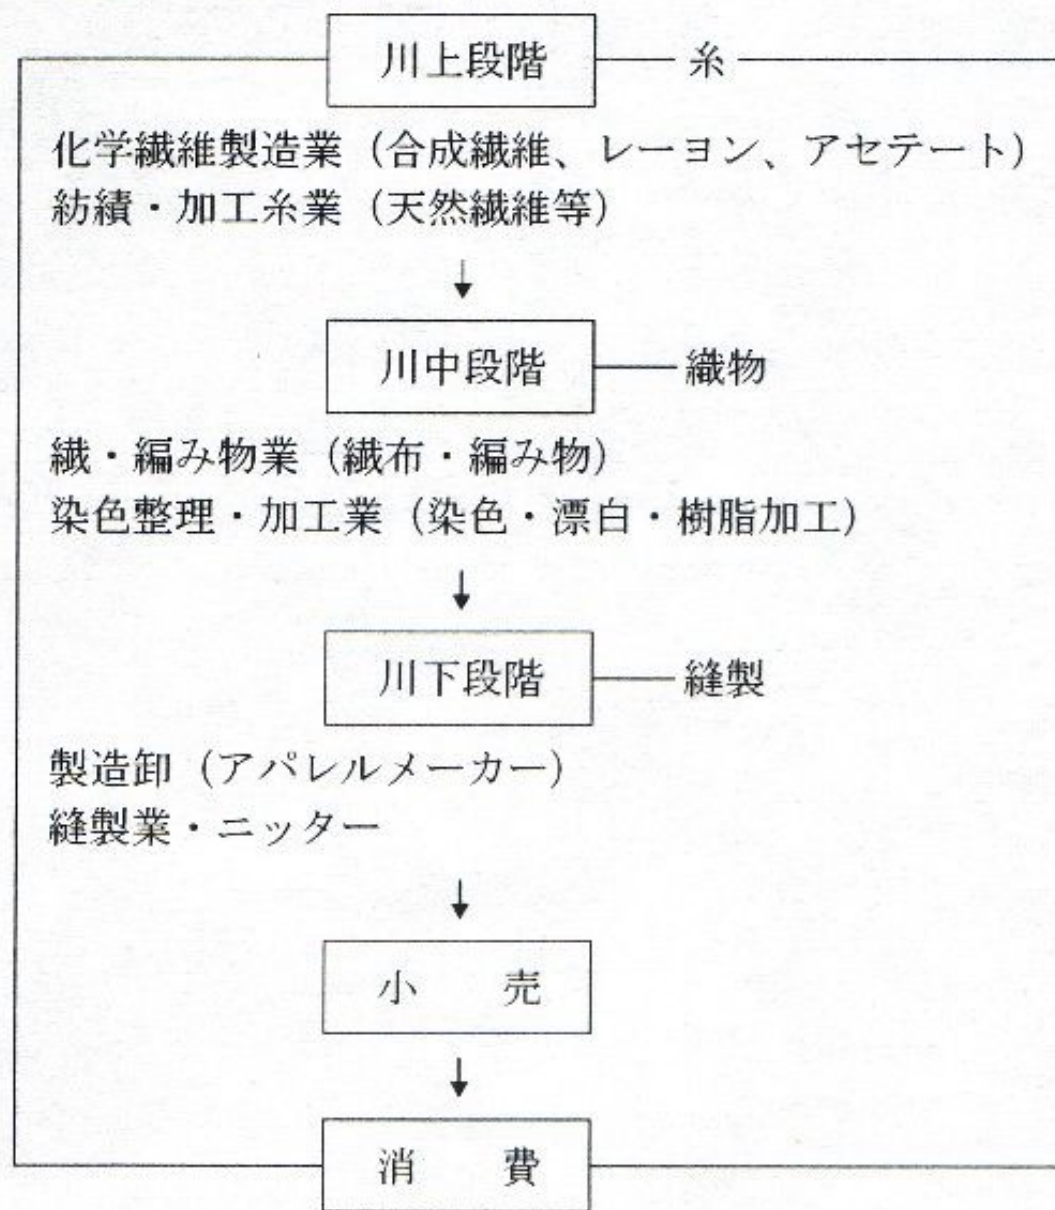 川上段階 糸
化学繊維製造業（合成繊維、レーヨン、アセテート）
紡績・加工糸業（天然繊維等）
↓
川中段階 織物
繊・編み物業（繊布・編み物）
染色整理・加工業（染色・漂白・樹脂加工）
↓
川下段階 縫製
製造卸（アパレルメーカー）
縫製業・ニッター
↓
小　売
↓
消　費